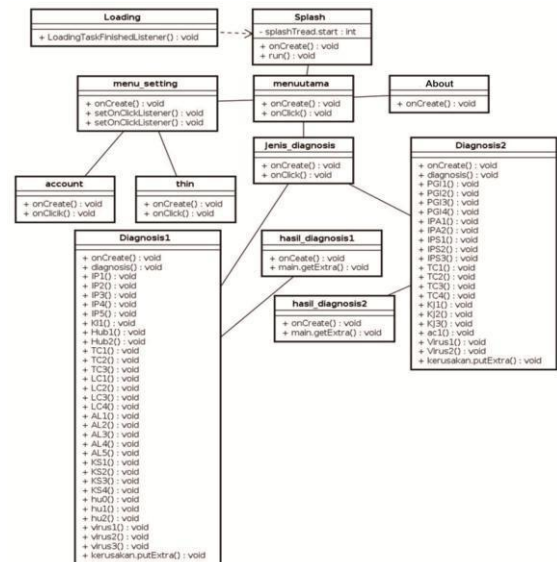 Loading
+ LoadingTaskFinishedListener() : void
Splash
- splashTread.start : int
+ onCreate() : void
+ run() : void
menu_setting
+ onCreate() : void
+ setOnClickListener() : void
+ setOnClickListener() : void
menuutama
+ onCreate() : void
+ onClick() : void
About
+ onCreate() : void
Jenis_diagnosis
+ onCreate() : void
+ onClick() : void
account
+ onCreate() : void
+ onClicik() : void
thin
+ onCreate() : void
+ onClick() : void
Diagnosis2
+ onCreate() : void
+ diagnosis() : void
+ PGI1() : void
+ PGI2() : void
+ PGI3() : void
+ PGI4() : void
+ IPA1() : void
+ IPA2() : void
+ IPS1() : void
+ IPS2() : void
+ IPS3() : void
+ TC1() : void
+ TC2() : void
+ TC3() : void
+ TC4() : void
+ KJ1() : void
+ KJ2() : void
+ KJ3() : void
+ ac1() : void
+ Virus1() : void
+ Virus2() : void
+ kerusakan.putExtra() : void
Diagnosis1
+ onCreate() : void
+ diagnosis() : void
+ IP1() : void
+ IP2() : void
+ IP3() : void
+ IP4() : void
+ IP5() : void
+ KI1() : void
+ Hub1() : void
+ Hub2() : void
+ TC1() : void
+ TC2() : void
+ TC3() : void
+ LC1() : void
+ LC2() : void
+ LC3() : void
+ LC4() : void
+ AL1() : void
+ AL2() : void
+ AL3() : void
+ AL4() : void
+ AL5() : void
+ KS1() : void
+ KS2() : void
+ KS3() : void
+ KS4() : void
+ hu0() : void
+ hu1() : void
+ hu2() : void
+ virus1() : void
+ virus2() : void
+ virus3() : void
+ kerusakan.putExtra() : void
hasil_diagnosis1
+ onCeate() : void
+ main.getExtra() : void
hasil_diagnosis2
+ onCreate() : void
+ main.getExtra() : void